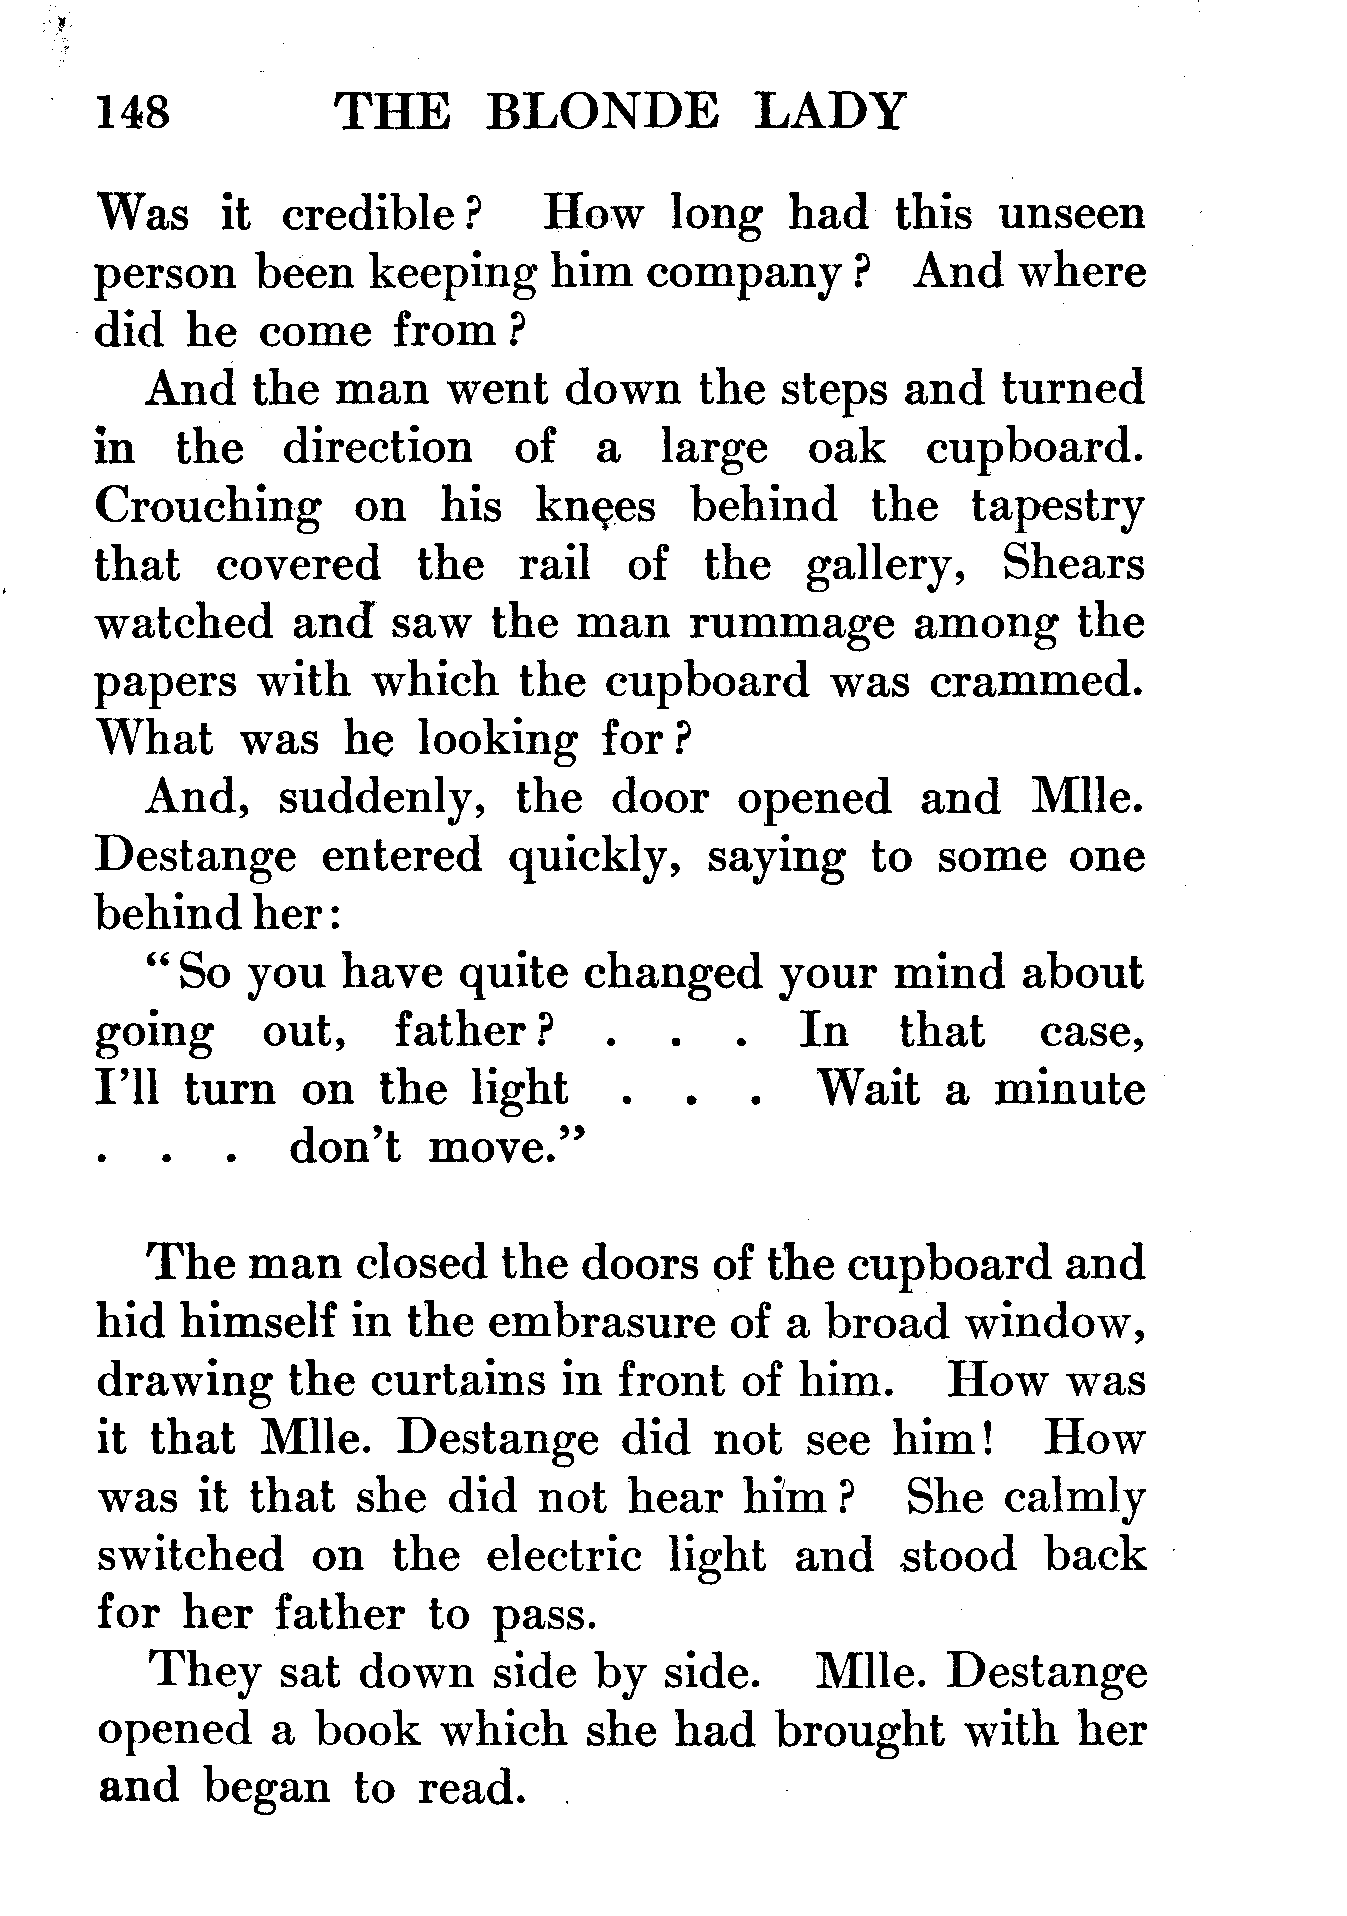 148 THE BLONDE LADY
Was it credible? How long had this unseen
person been keeping him company? And where
did he come from?
And the man went down the steps and turned
in the direction of a large oak cupboard.
Crouching on his knees behind the tapestry
that covered the rail of the gallery, Shears
watched and saw the man rummage among the
papers with which the cupboard was crammed.
What was he looking for?
And, suddenly, the door opened and Mlle.
Destange entered quickly, saying to some one
behind her:
“So you have quite changed your mind about
going out, father? . . . In that case,
I’ll turn on the light . . . Wait a minute
. . . don’t move.”
The man closed the doors of the cupboard and
hid himself in the embrasure of a broad window,
drawing the curtains in front of him. How was
it that Mlle. Destange did not see him! How
was it that she did not hear him? She calmly
switched on the electric light and stood back
for her father to pass.
They sat down side by side. Mlle. Destange
opened a book which she had brought with her
and began to read.